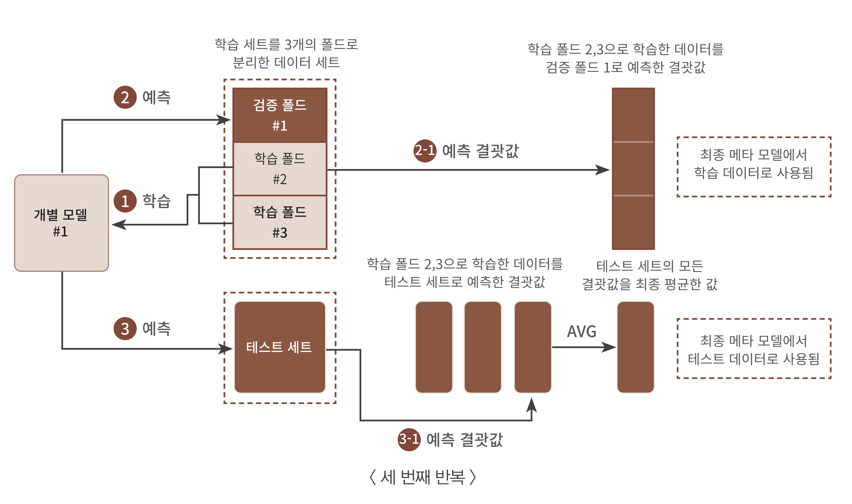 학습 세트를 3개의 폴드로
분리한 데이터 세트
학습 폴드 2,3으로 학습한 데이터를
검증 폴드 1로 예측한 결괏값
2 예측
검증 폴드
#1
2-1 예측 결괏값
최종 메타 모델에서
학습 데이터로 사용됨
학습 폴드
#2
1 학습
개별 모델
#1
학습 폴드
#3
학습 폴드 2,3으로 학습한 데이터를
테스트 세트로 예측한 결괏값
테스트 세트의 모든
결괏값을 최종 평균한 값
3 예측
테스트 세트
AVG
최종 메타 모델에서
테스트 데이터로 사용됨
3-1 예측 결괏값
〈 세 번째 반복 〉